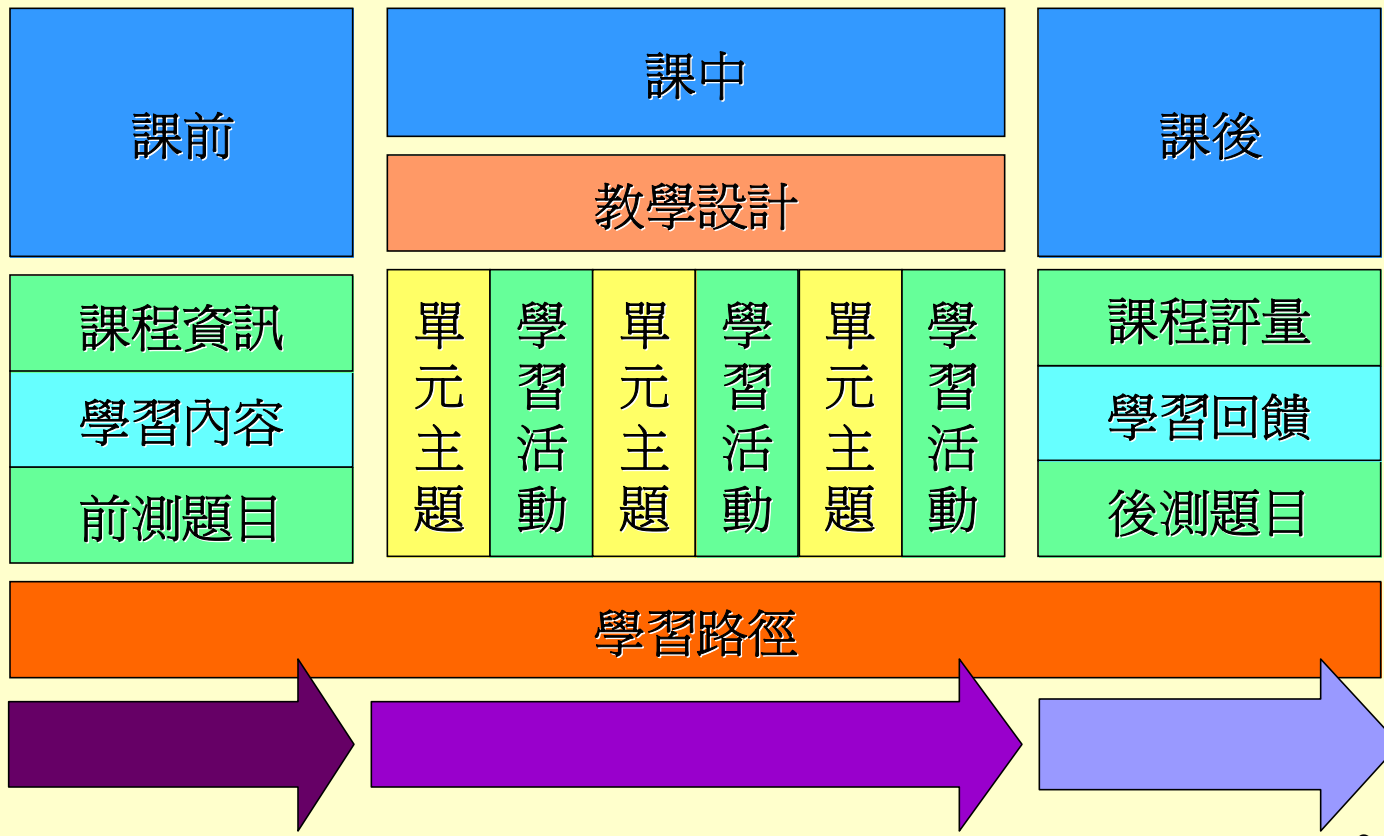 課前
課程資訊
學習內容
前測題目
課中
教學設計
單元主題
學習活動
單元主題
學習活動
單元主題
學習活動
課後
課程評量
學習回饋
後測題目
學習路徑